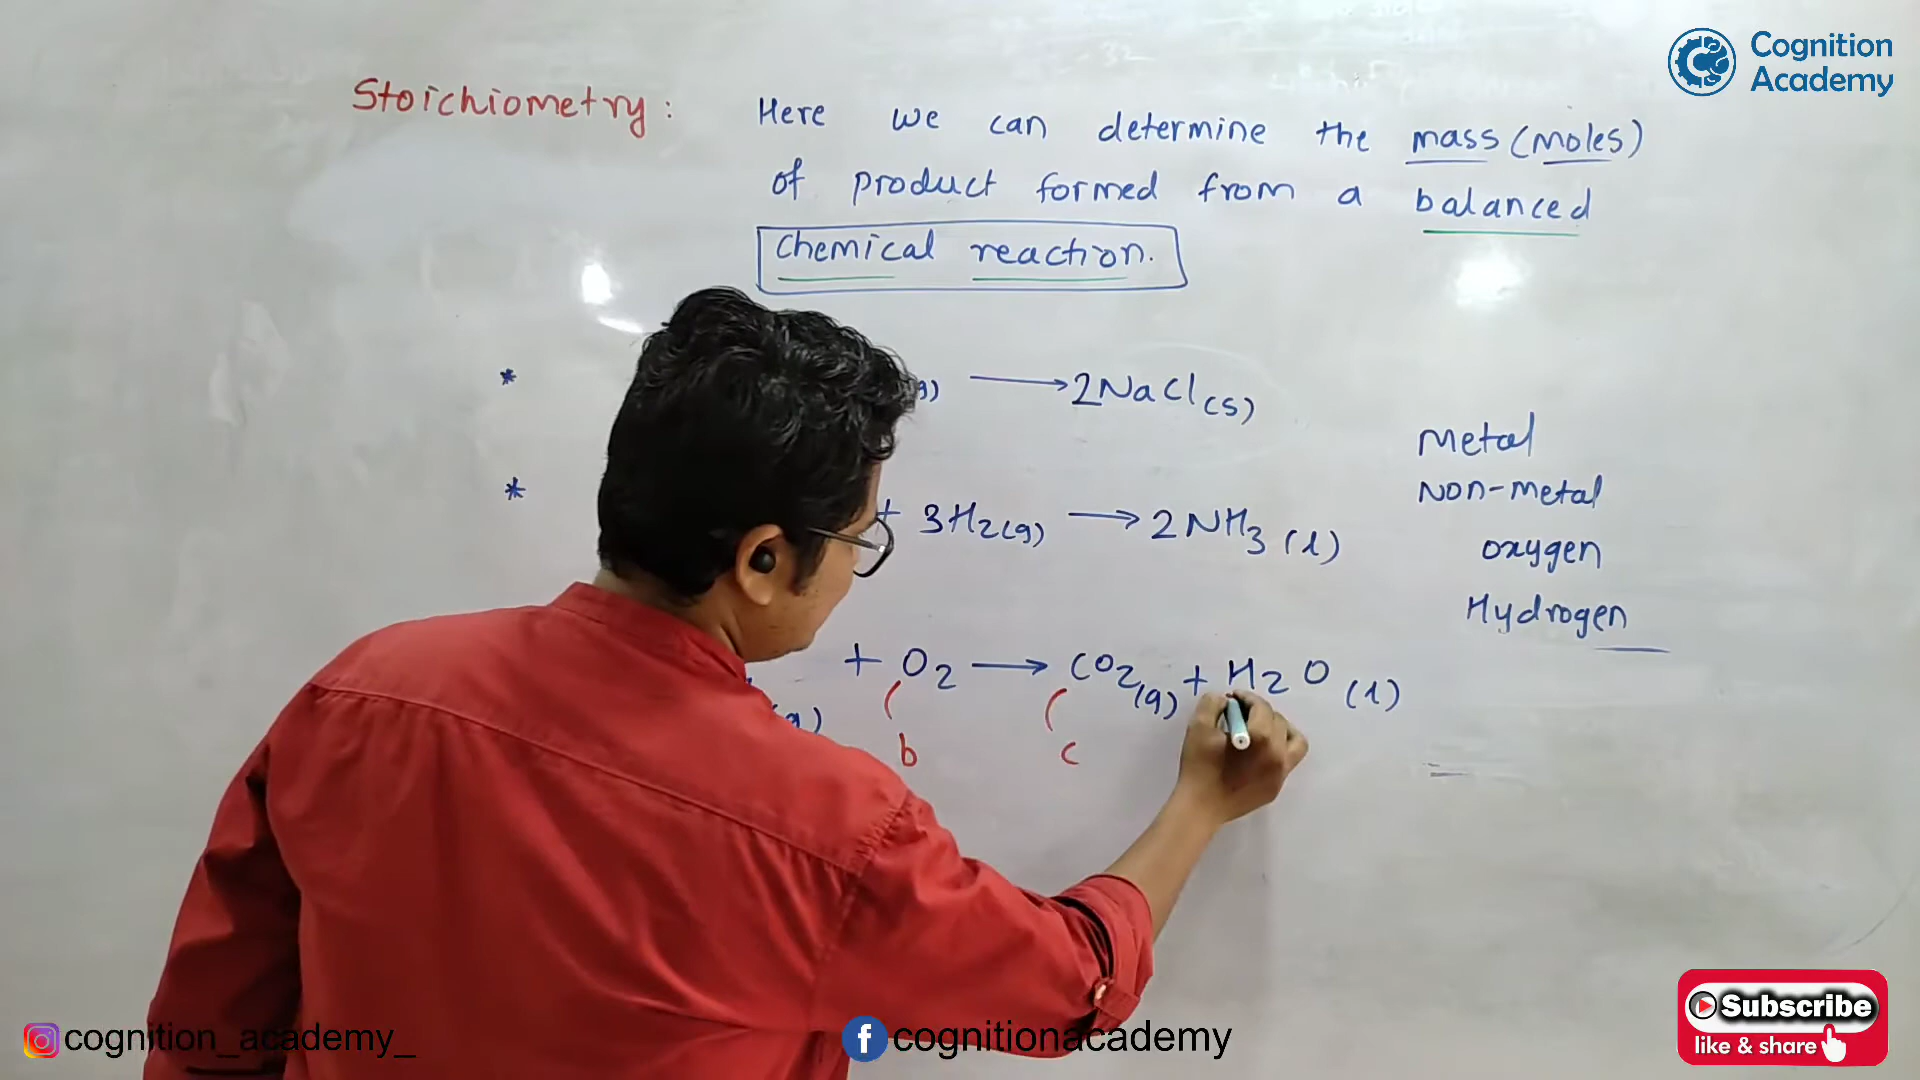 Cognition
Academy
Stoichiometry: Here we can determine the mass (moles)
of product formed from a balanced
Chemical reaction.
* g) → 2NaCl(s)
* + 3H2(g) → 2NH3 (l)
+ O2 → CO2(g) + H2O (l)
g)
b c
Metal
Non-metal
oxygen
Hydrogen
cognition_academy_
f cognitionacademy
Subscribe
like & share